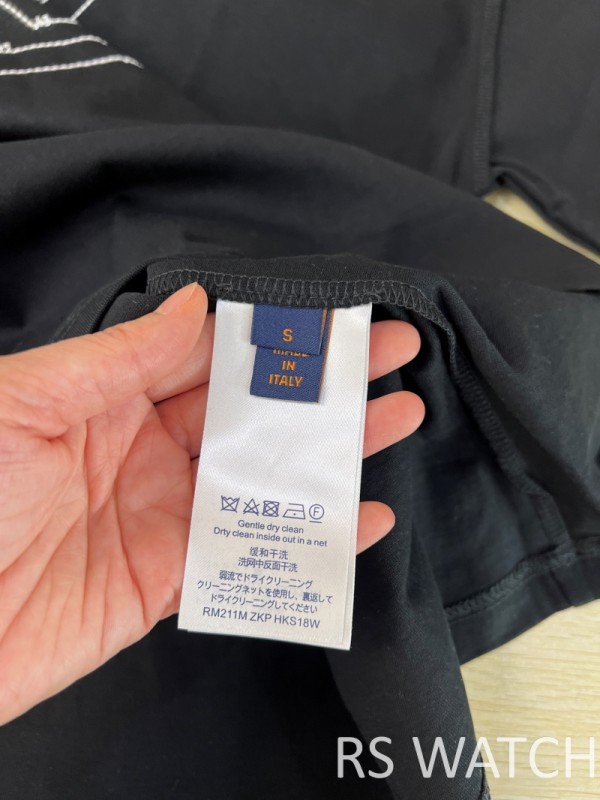 S
MADE
IN
ITALY
F
Gentle dry clean
Drty clean inside out in a net
缓和干洗
洗网中反面干洗
弱流でドライクリーニング
クリーニングネットを使用し、裏返して
ドライクリーニングしてください
RM211M ZKP HKS18W
RS WATCH